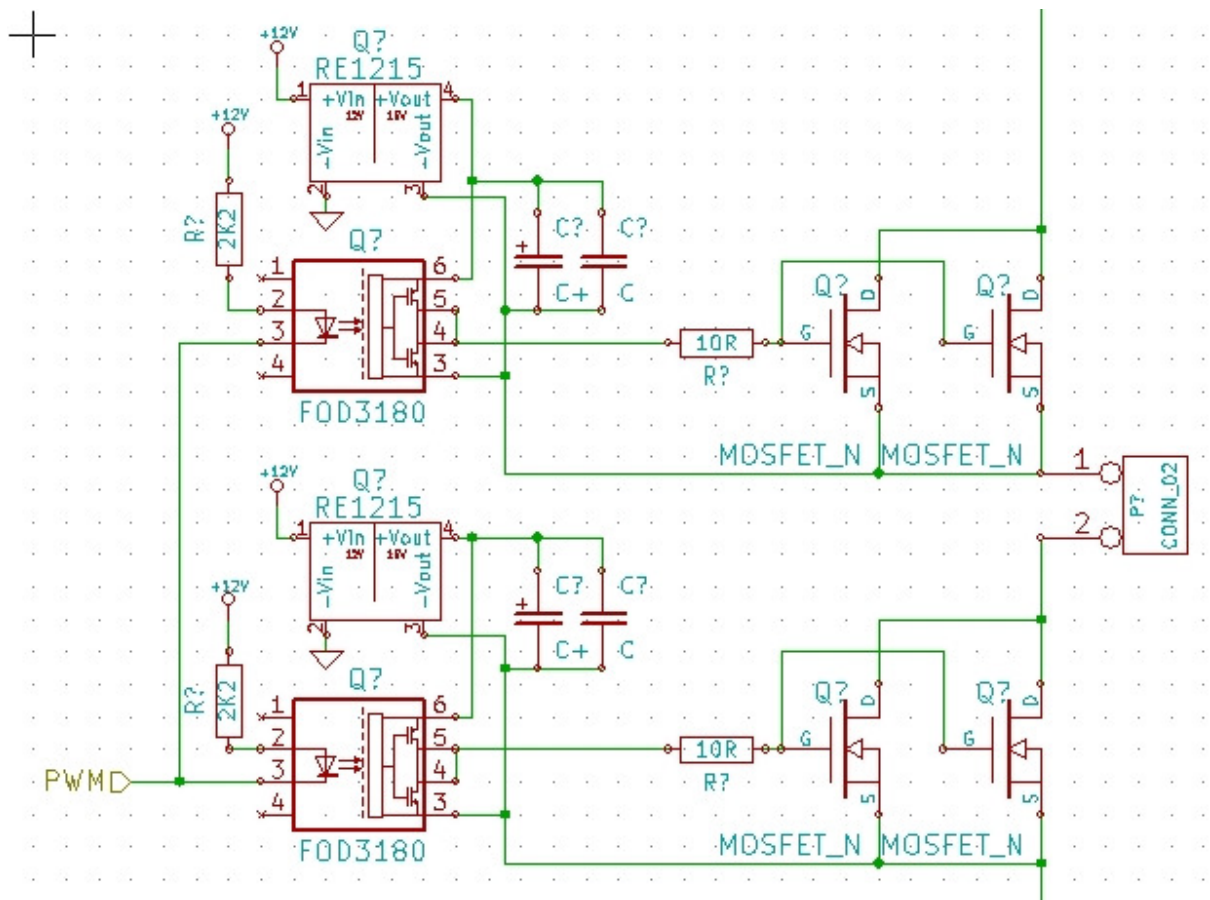 +12V
Q?
RE1215
1
+Vin
+Vout
4
12V
15V
-Vin
-Vout
2
3
+12V
R?
2K2
Q?
1
2
3
4
6
5
4
3
FOD3180
C?
C?
+
C+
C
10R
R?
Q?
D
G
S
MOSFET_N
Q?
D
G
S
MOSFET_N
1
2
P?
CONN_02
+12V
Q?
RE1215
1
+Vin
+Vout
4
12V
15V
-Vin
-Vout
2
3
+12V
R?
2K2
Q?
1
2
3
4
6
5
4
3
FOD3180
PWM
C?
C?
+
C+
C
10R
R?
Q?
D
G
S
MOSFET_N
Q?
D
G
S
MOSFET_N